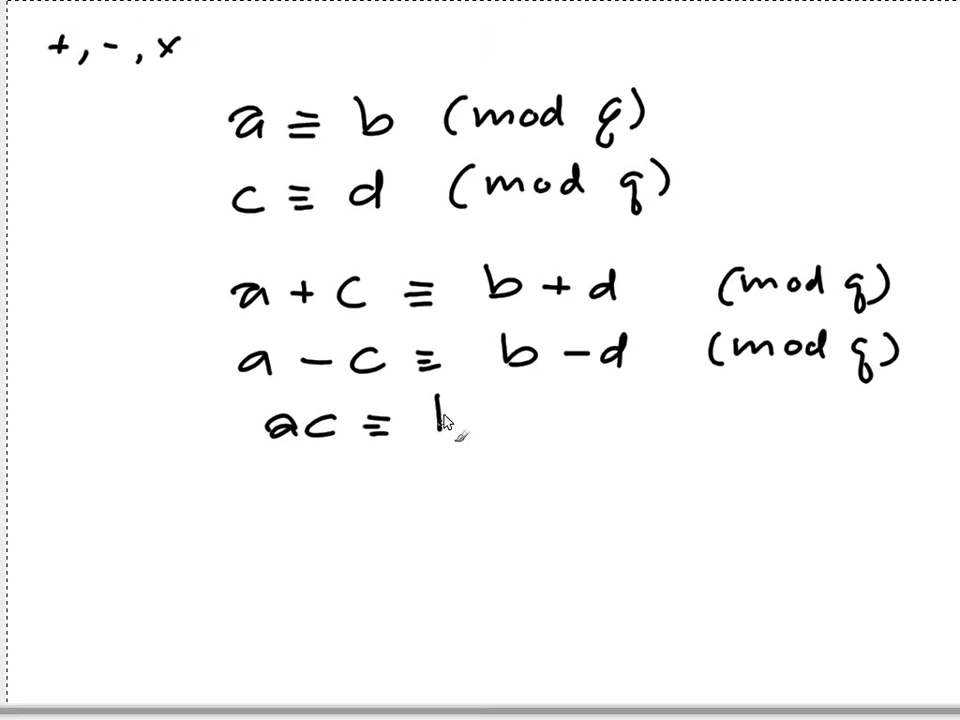 +, -, x
a ≡ b (mod q)
c ≡ d (mod q)
a + c ≡ b + d (mod q)
a - c ≡ b - d (mod q)
ac ≡